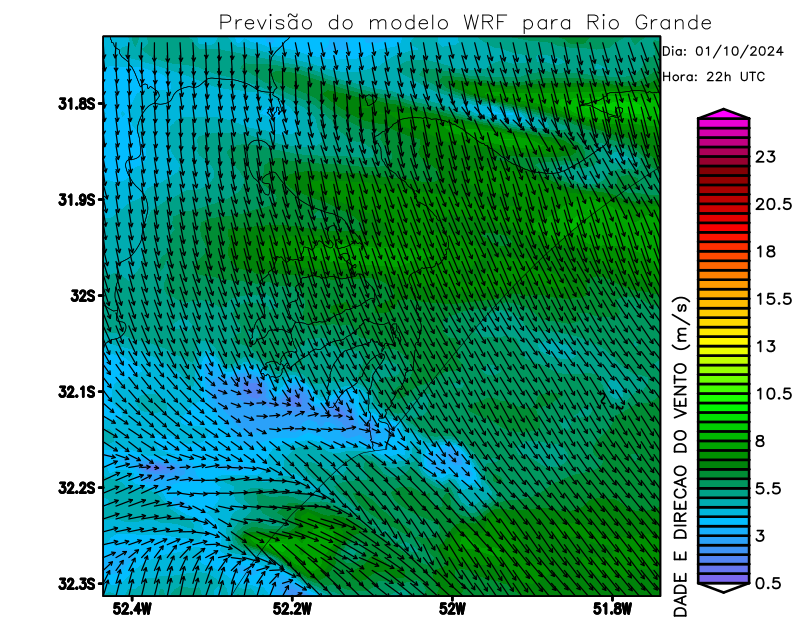 Previsão do modelo WRF para Rio Grande
Dia: 01/10/2024
Hora: 22h UTC
31.8S
31.9S
32S
32.1S
32.2S
32.3S
52.4W
52.2W
52W
51.8W
23
20.5
18
15.5
13
10.5
8
5.5
3
0.5
DADE E DIRECAO DO VENTO (m/s)